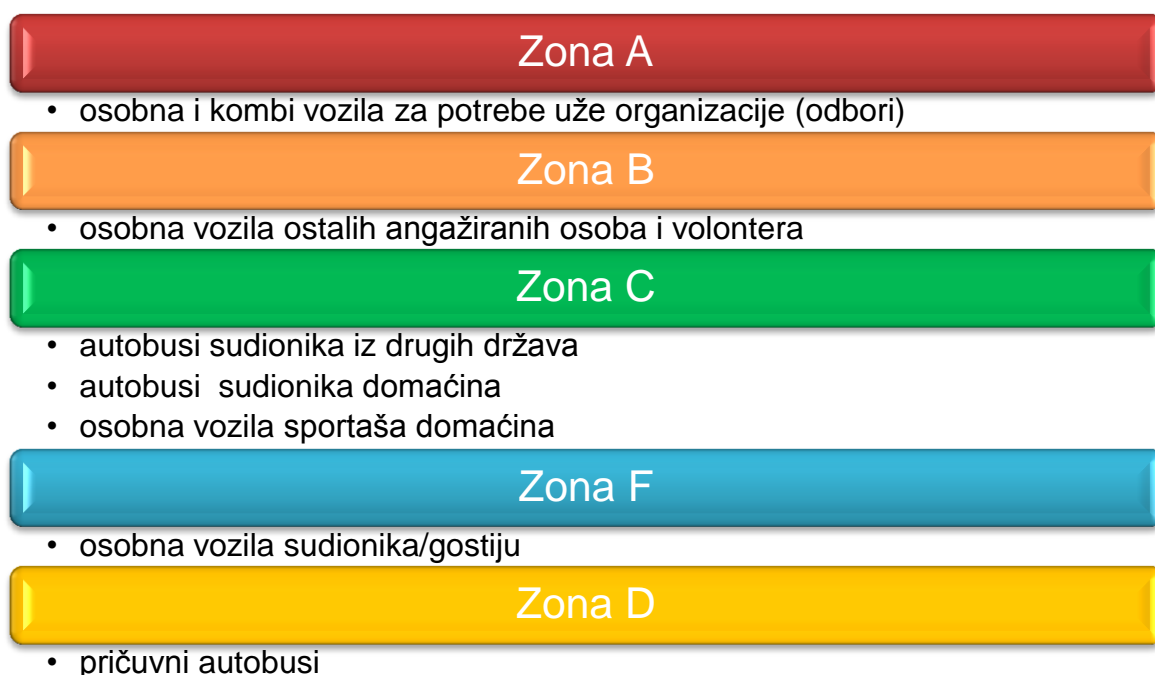 Zona A
• osobna i kombi vozila za potrebe uže organizacije (odbori)
Zona B
• osobna vozila ostalih angažiranih osoba i volontera
Zona C
• autobusi sudionika iz drugih država
• autobusi  sudionika domaćina
• osobna vozila sportaša domaćina
Zona F
• osobna vozila sudionika/gostiju
Zona D
• pričuvni autobusi